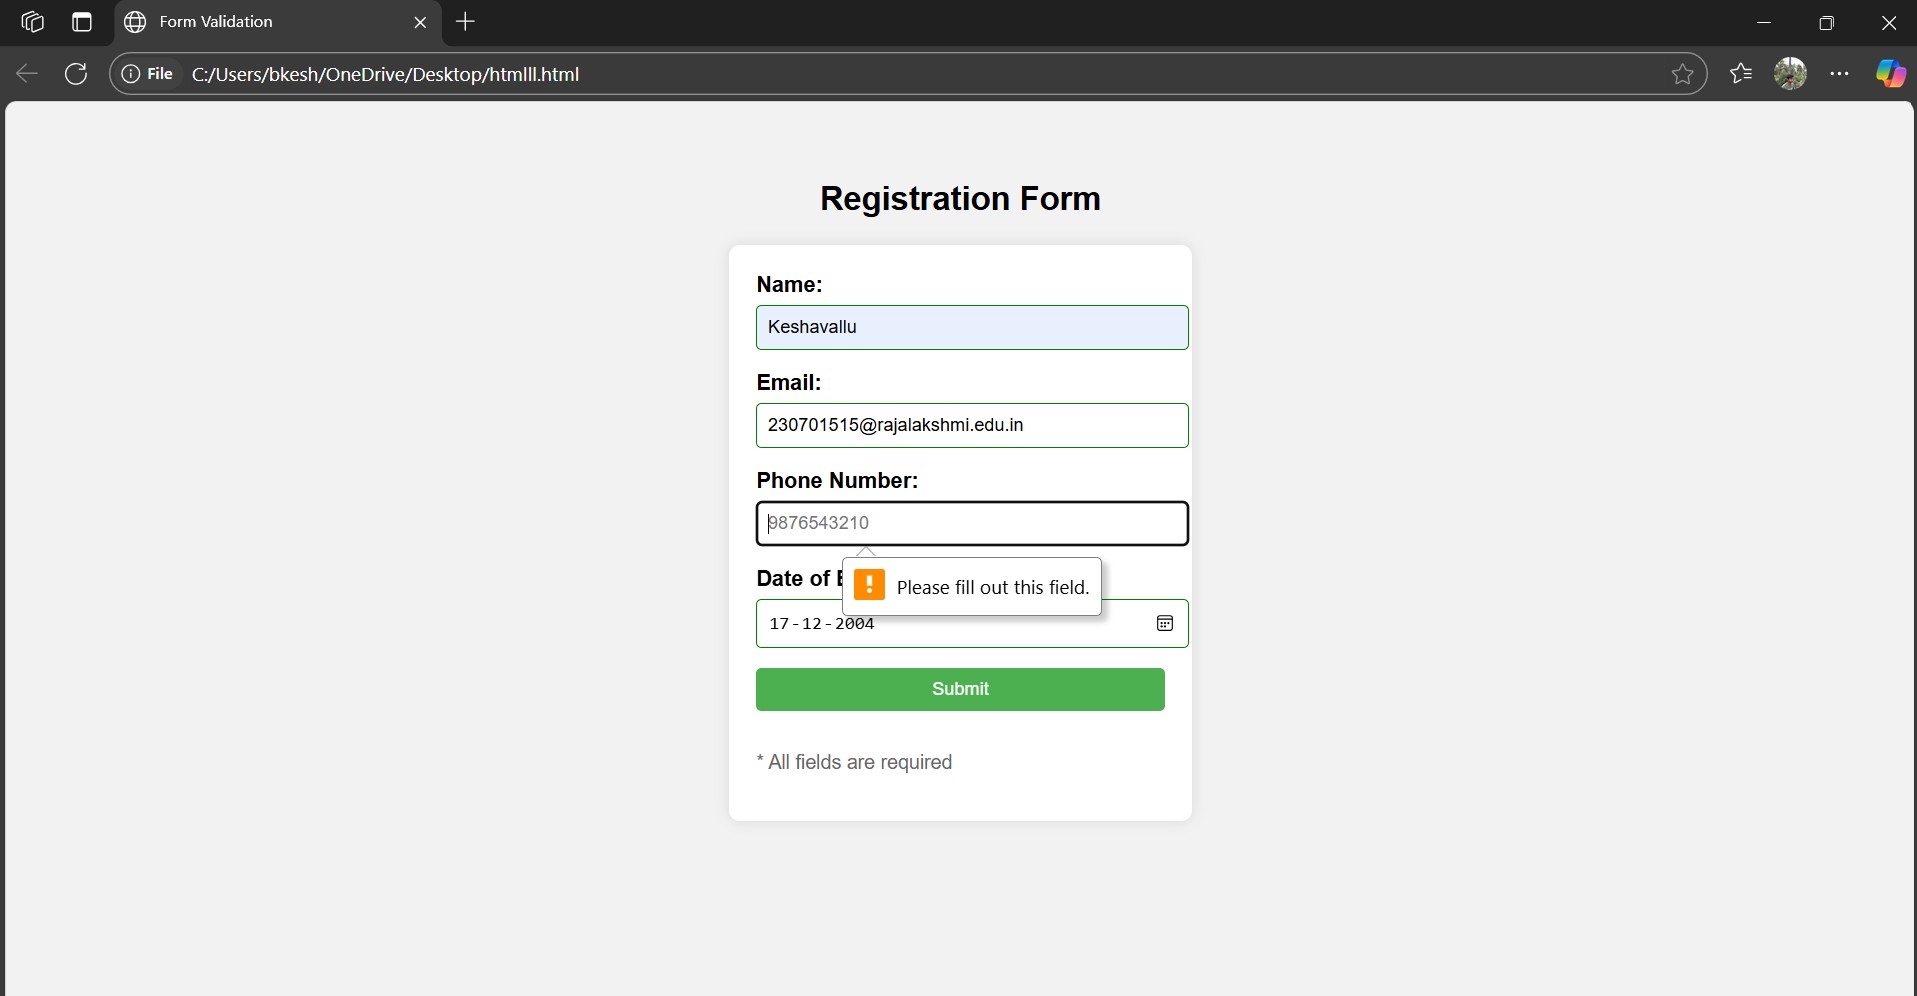 Form Validation
File C:/Users/bkesh/OneDrive/Desktop/htmlll.html
Registration Form
Name:
Keshavallu
Email:
230701515@rajalakshmi.edu.in
Phone Number:
9876543210
Date of
Please fill out this field.
17-12-2004
Submit
* All fields are required